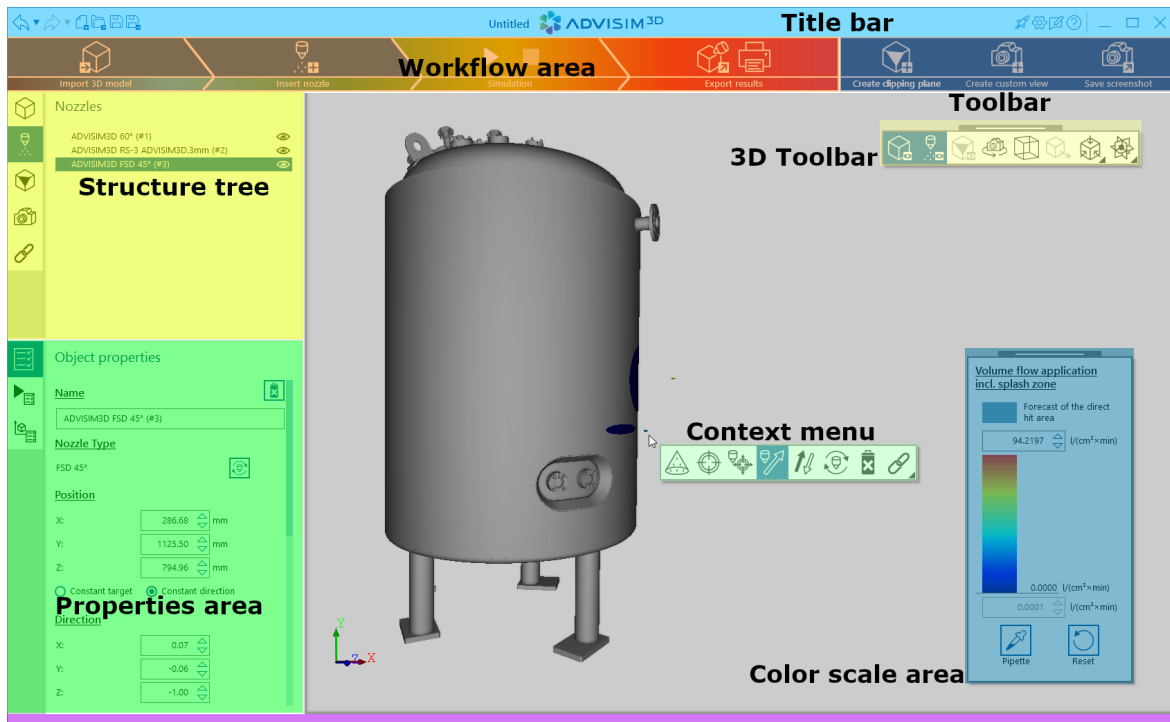 Untitled ADVISIM3D
Title bar
Import 3D model
Insert nozzle
Workflow area
Simulation
Export results
Create clipping plane
Create custom view
Save screenshot
Toolbar
Nozzles
ADVISIM3D 60° (#1)
ADVISIM3D RS-3 ADVISIM3D.3mm (#2)
ADVISIM3D FSD 45° (#3)
Structure tree
3D Toolbar
Object properties
Name
ADVISIM3D FSD 45° (#3)
Nozzle Type
FSD 45°
Position
X: 286.68 mm
Y: 1125.50 mm
Z: 794.96 mm
Constant target Constant direction
Properties area
Direction
X: 0.07
Y: -0.06
Z: -1.00
Y
Z X
Context menu
Volume flow application
incl. splash zone
Forecast of the direct
hit area
94.2197 l/(cm²×min)
0.0000 l/(cm²×min)
0.0001 l/(cm²×min)
Pipette Reset
Color scale area